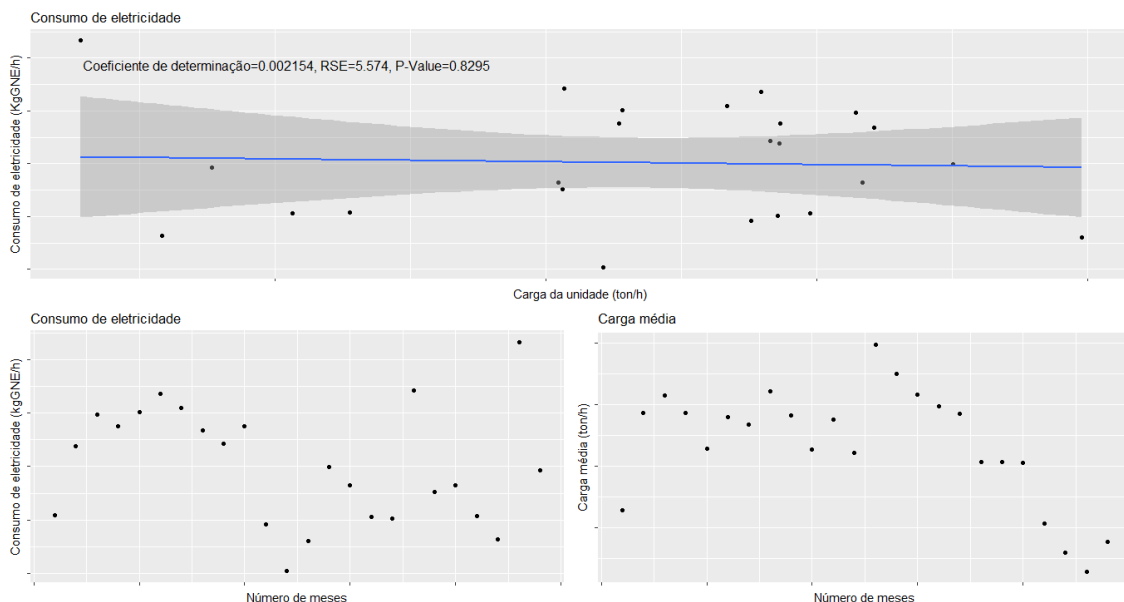 Consumo de eletricidade
Consumo de eletricidade (KgGNE/h)
Coeficiente de determinação=0.002154, RSE=5.574, P-Value=0.8295
Carga da unidade (ton/h)
Consumo de eletricidade
Consumo de eletricidade (kgGNE/h)
Número de meses
Carga média
Carga média (ton/h)
Número de meses